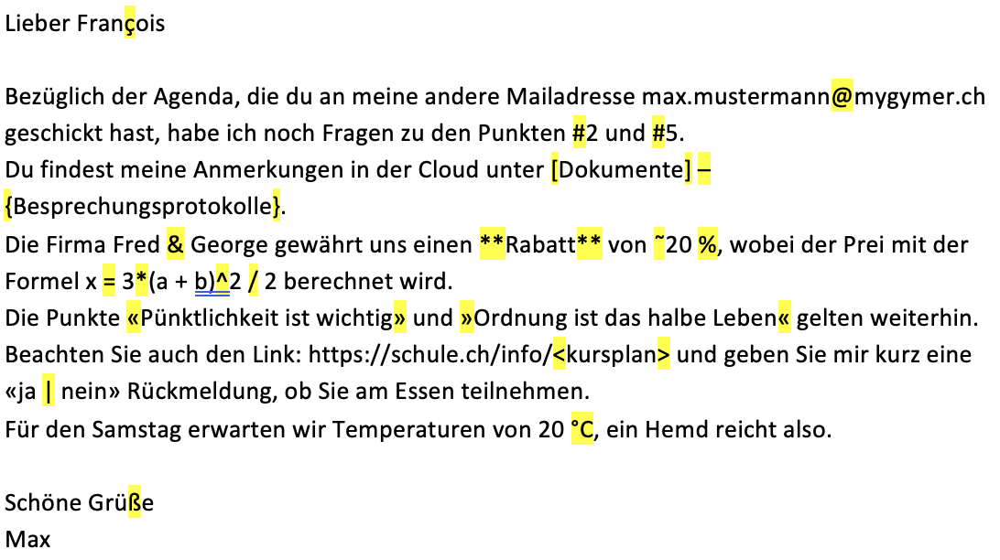 Lieber François
Bezüglich der Agenda, die du an meine andere Mailadresse max.mustermann@mygymer.ch
geschickt hast, habe ich noch Fragen zu den Punkten #2 und #5.
Du findest meine Anmerkungen in der Cloud unter [Dokumente] –
{Besprechungsprotokolle}.
Die Firma Fred & George gewährt uns einen **Rabatt** von ~20 %, wobei der Prei mit der
Formel x = 3*(a + b)^2 / 2 berechnet wird.
Die Punkte «Pünktlichkeit ist wichtig» und »Ordnung ist das halbe Leben« gelten weiterhin.
Beachten Sie auch den Link: https://schule.ch/info/<kursplan> und geben Sie mir kurz eine
«ja | nein» Rückmeldung, ob Sie am Essen teilnehmen.
Für den Samstag erwarten wir Temperaturen von 20 °C, ein Hemd reicht also.
Schöne Grüße
Max